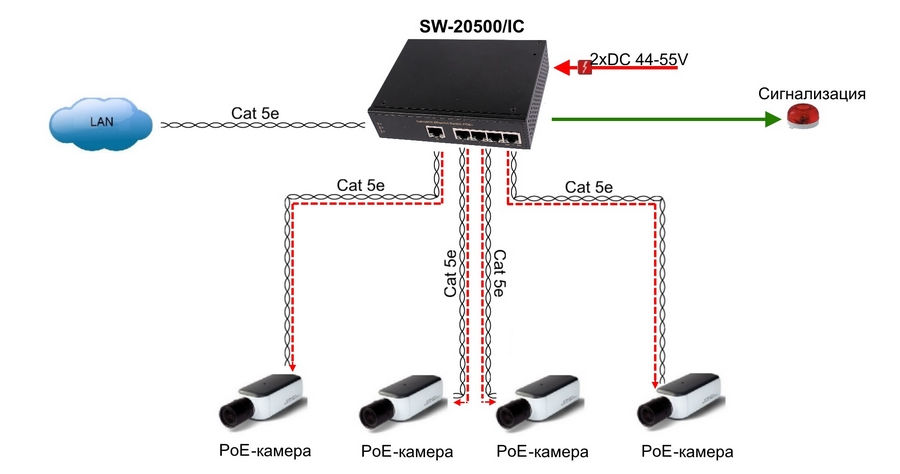 SW-20500/IC
2xDC 44-55V
Сигнализация
LAN
Cat 5e
Cat 5e
Cat 5e
Cat 5e
Cat 5e
PoE-камера
PoE-камера
PoE-камера
PoE-камера